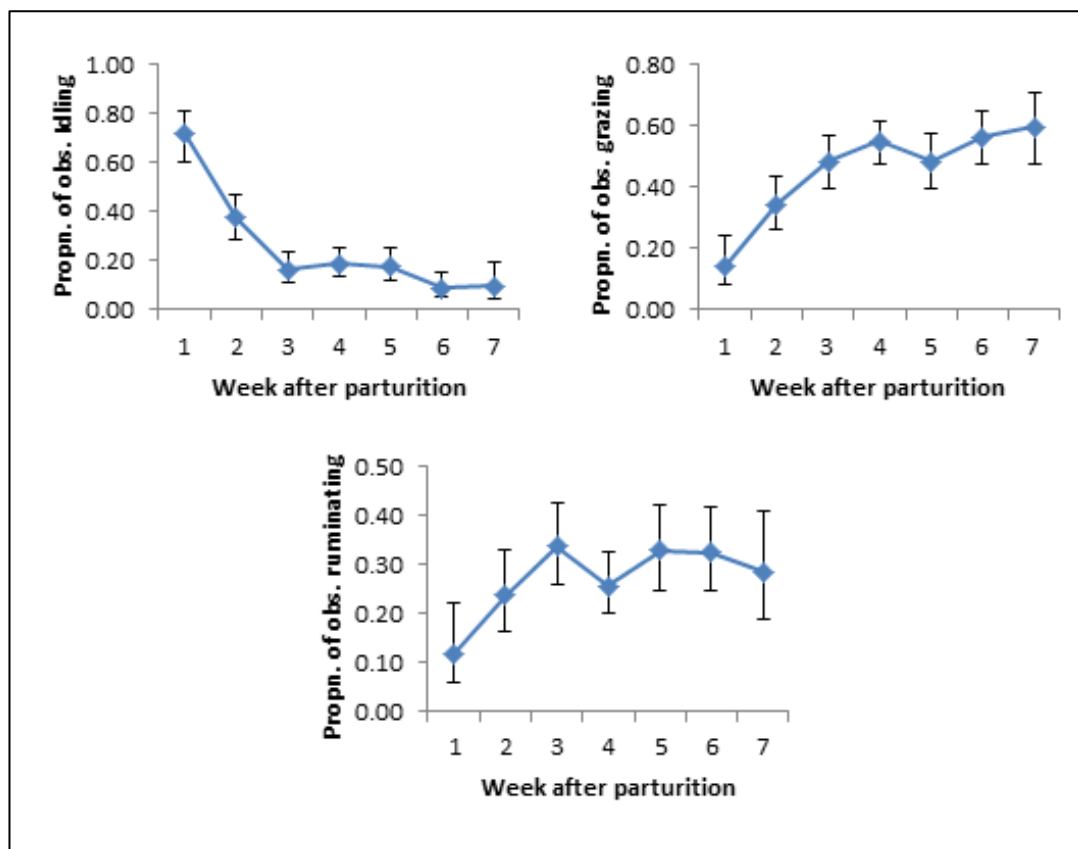 Propn. of obs. Idling
1.00
0.80
0.60
0.40
0.20
0.00
1 2 3 4 5 6 7
Week after parturition
Propn. of obs. grazing
0.80
0.60
0.40
0.20
0.00
1 2 3 4 5 6 7
Week after parturition
Propn. of obs. ruminating
0.50
0.40
0.30
0.20
0.10
0.00
1 2 3 4 5 6 7
Week after parturition